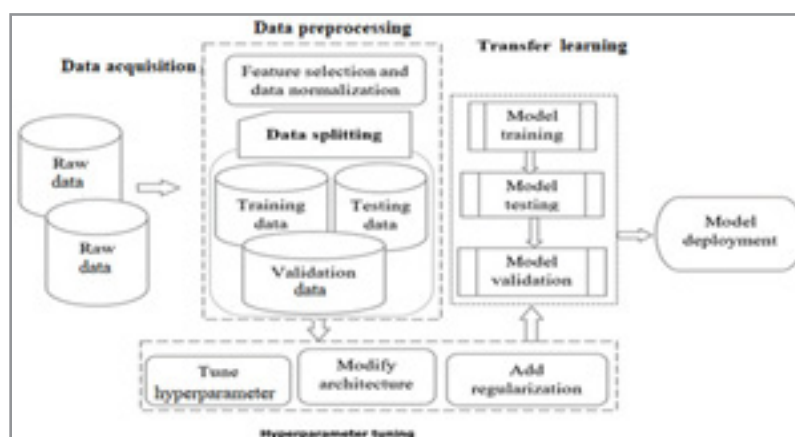 Data acquisition
Raw
data
Raw
data
Data preprocessing
Feature selection and
data normalization
Data splitting
Training
data
Testing
data
Validation
data
Tune
hyperparameter
Modify
architecture
Add
regularization
Hyperparameter tuning
Transfer learning
Model
training
Model
testing
Model
validation
Model
deployment